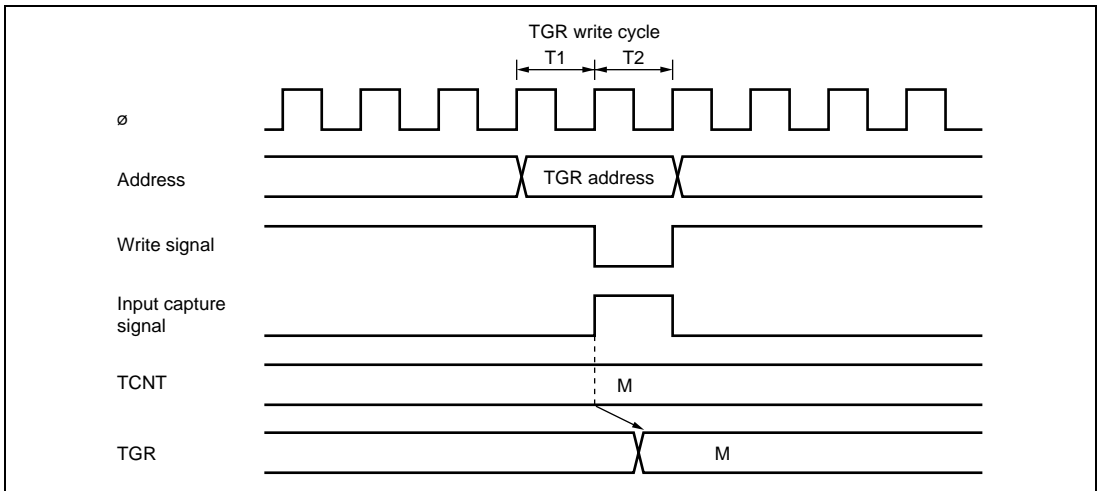 TGR write cycle
T1 T2
ø
Address TGR address
Write signal
Input capture
signal
TCNT M
TGR M